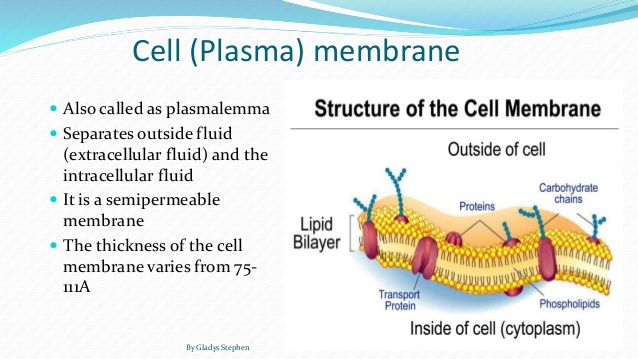 Cell (Plasma) membrane
Also called as plasmalemma
Separates outside fluid
(extracellular fluid) and the
intracellular fluid
It is a semipermeable
membrane
The thickness of the cell
membrane varies from 75-
111A
By Gladys Stephen
Structure of the Cell Membrane
Outside of cell
Carbohydrate
chains
Proteins
Lipid
Bilayer
Transport
Protein
Phospholipids
Inside of cell (cytoplasm)